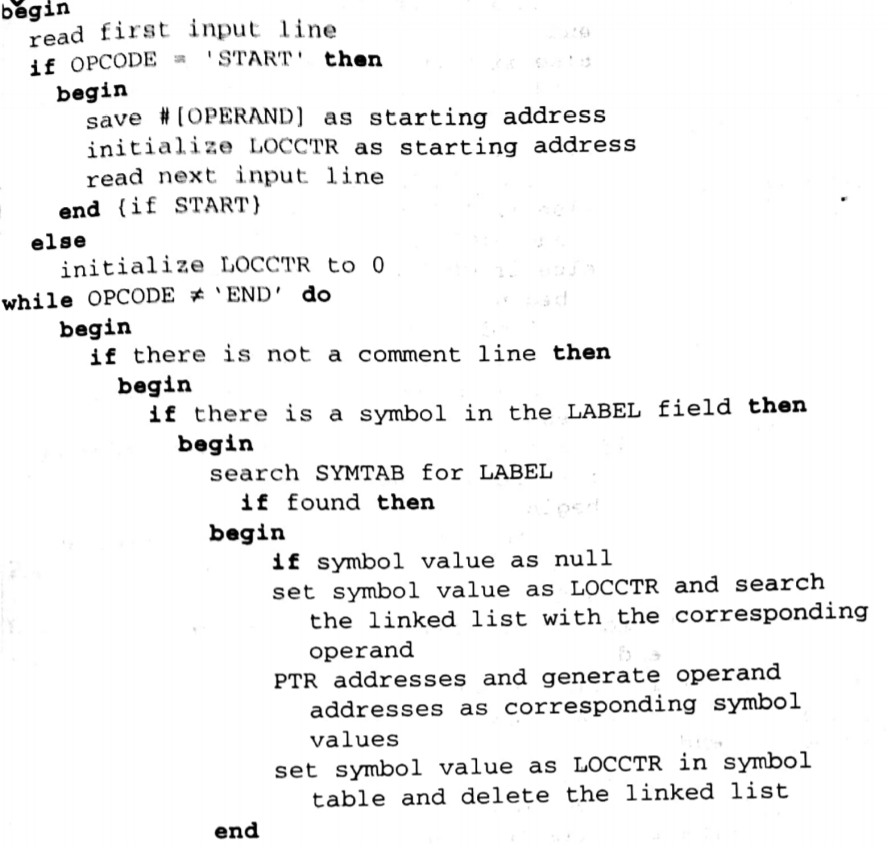 begin
read first input line
if OPCODE = 'START' then
begin
save #[OPERAND] as starting address
initialize LOCCTR as starting address
read next input line
end {if START}
else
initialize LOCCTR to 0
while OPCODE ≠ 'END' do
begin
if there is not a comment line then
begin
if there is a symbol in the LABEL field then
begin
search SYMTAB for LABEL
if found then
begin
if symbol value as null
set symbol value as LOCCTR and search
the linked list with the corresponding
operand
PTR addresses and generate operand
addresses as corresponding symbol
values
set symbol value as LOCCTR in symbol
table and delete the linked list
end